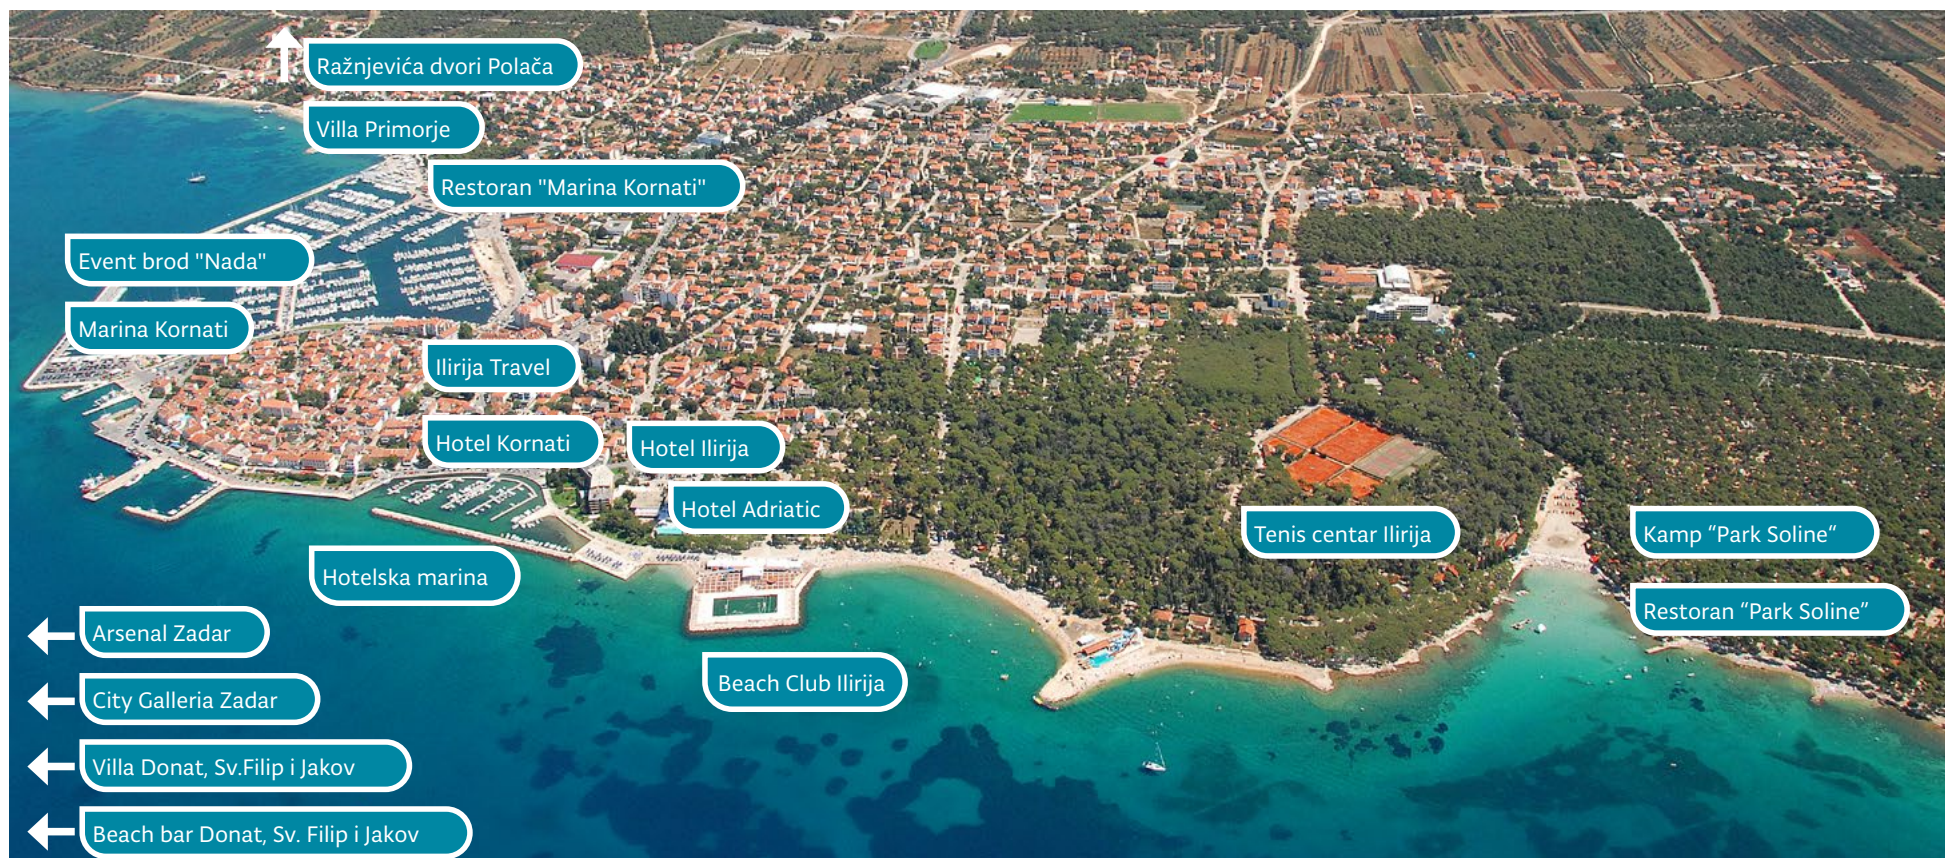 Ražnjevića dvori Polača
Villa Primorje
Restoran "Marina Kornati"
Event brod "Nada"
Marina Kornati
Ilirija Travel
Hotel Kornati
Hotel Ilirija
Hotel Adriatic
Tenis centar Ilirija
Kamp “Park Soline“
Hotelska marina
Restoran “Park Soline”
Arsenal Zadar
Beach Club Ilirija
City Galleria Zadar
Villa Donat, Sv.Filip i Jakov
Beach bar Donat, Sv. Filip i Jakov